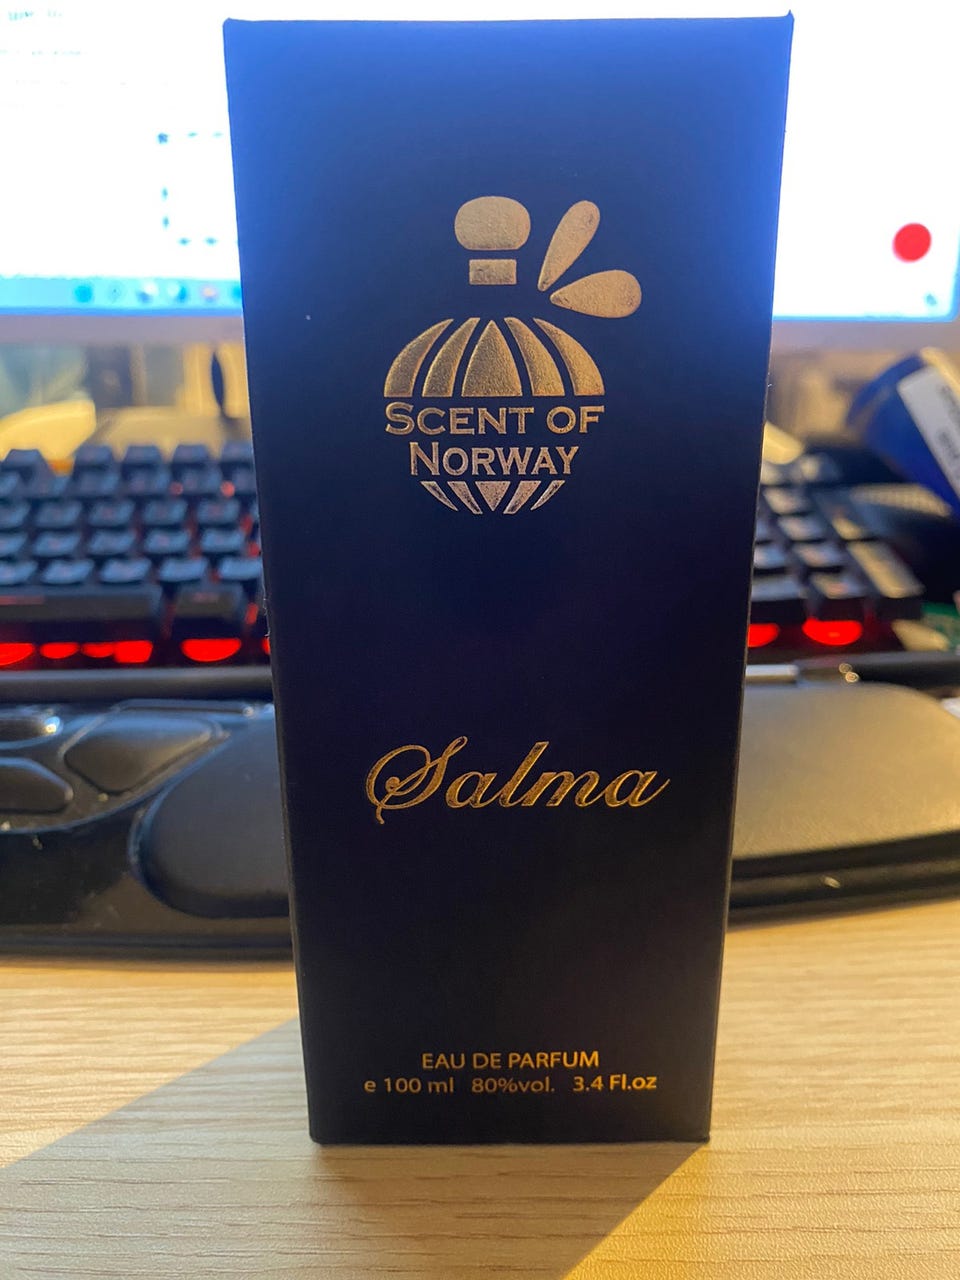 SCENT OF
NORWAY
Salma
EAU DE PARFUM
e 100 ml 80%vol. 3.4 Fl.oz